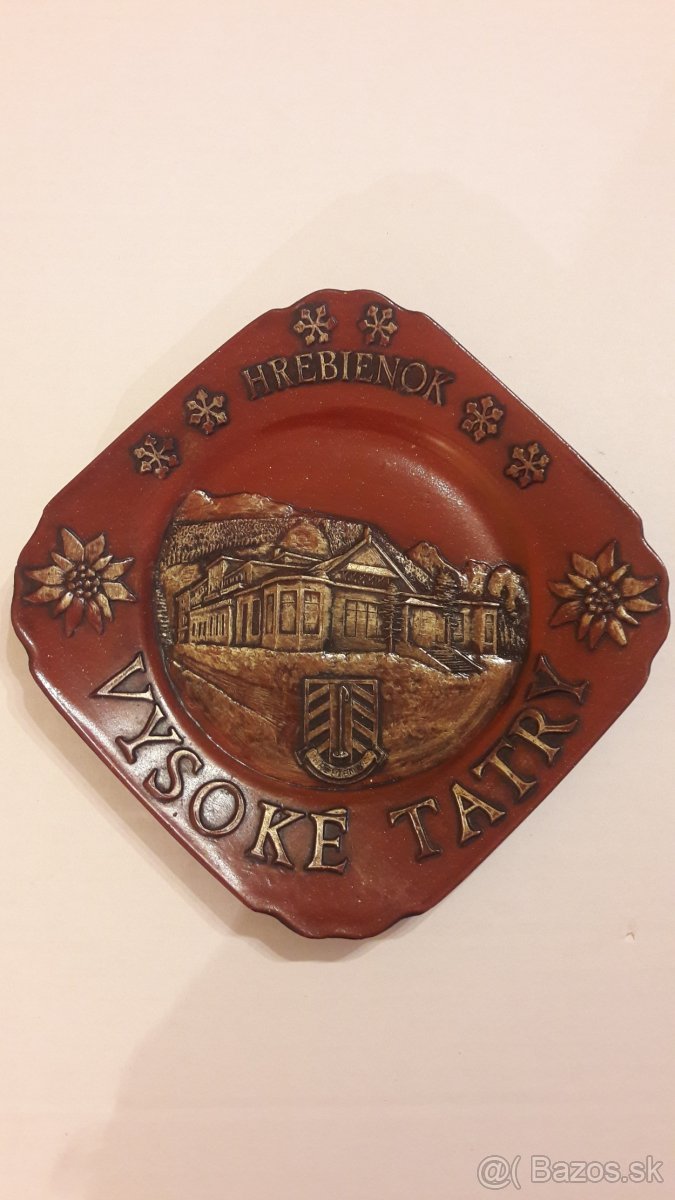 HREBIENOK
VYSOKÉ TATRY
@( Bazos.sk